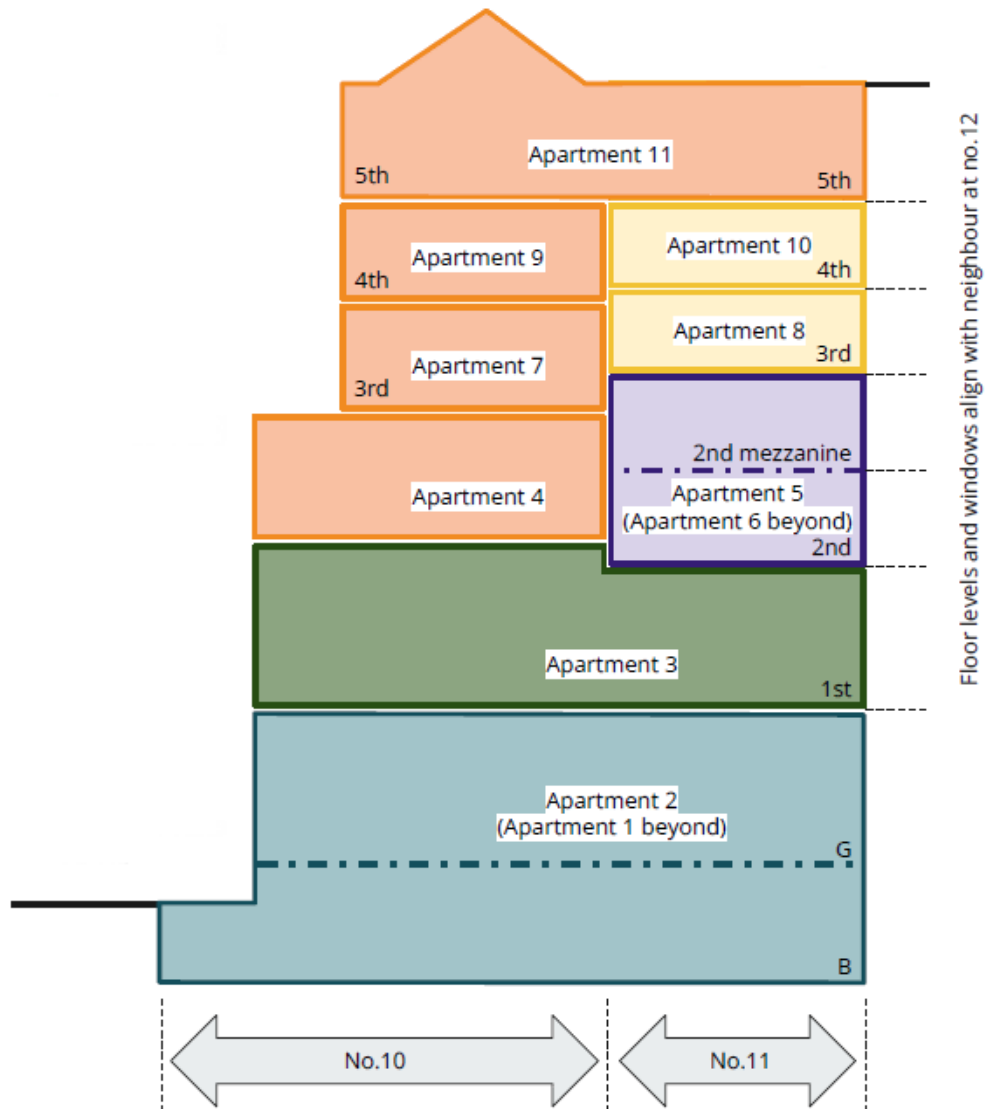 Apartment 11
5th
5th
Apartment 9
4th
Apartment 10
4th
Apartment 8
3rd
Apartment 7
3rd
2nd mezzanine
Apartment 5
(Apartment 6 beyond)
2nd
Apartment 4
Apartment 3
1st
Apartment 2
(Apartment 1 beyond)
G
B
No.10
No.11
Floor levels and windows align with neighbour at no.12